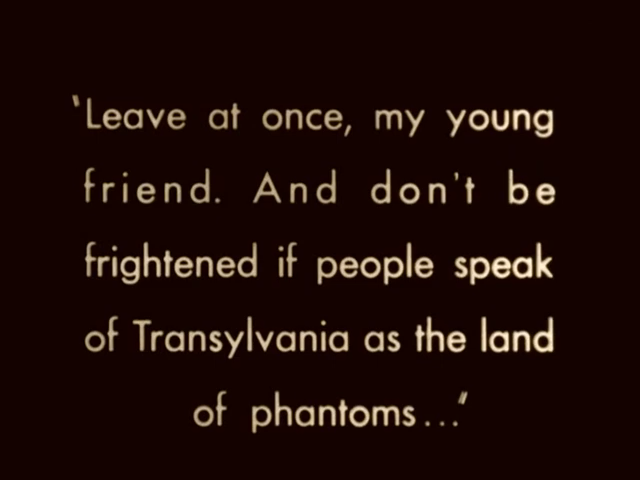 'Leave at once, my young
friend. And don't be
frightened if people speak
of Transylvania as the land
of phantoms..."